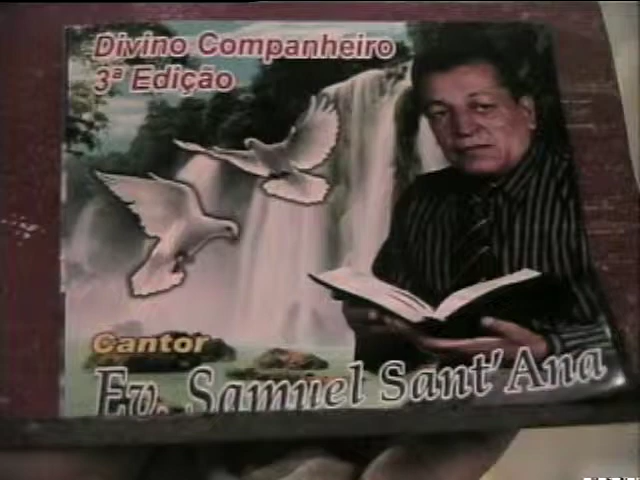 Divino Companheiro
3ª Edição
Cantor
Ev. Samuel Sant'Ana